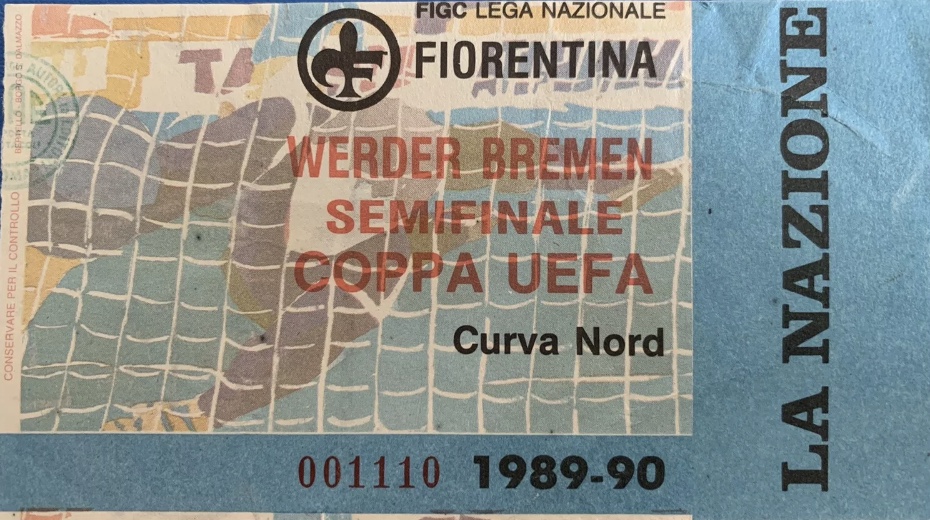 FIGC LEGA NAZIONALE
FIORENTINA
WERDER BREMEN
SEMIFINALE
COPPA UEFA
Curva Nord
001110 1989-90
LA NAZIONE
CONSERVARE PER IL CONTROLLO